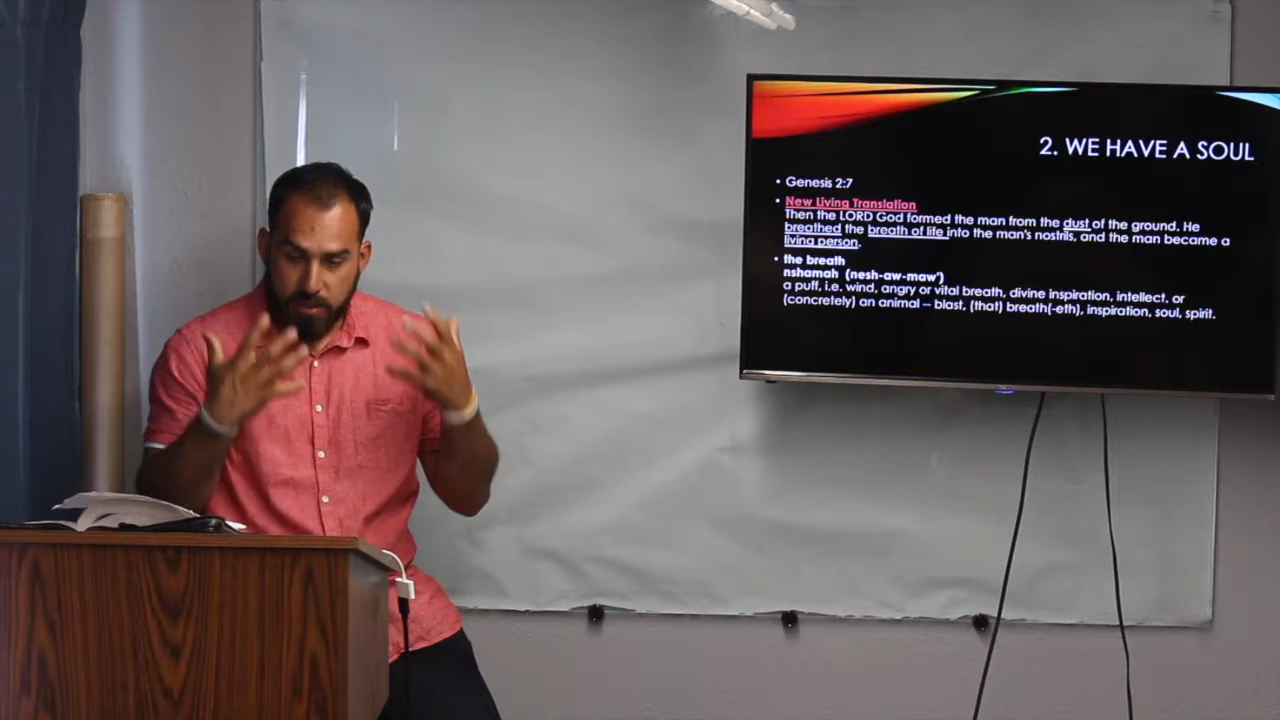 2. WE HAVE A SOUL
• Genesis 2:7
• New Living Translation
Then the LORD God formed the man from the dust of the ground. He
breathed the breath of life into the man's nostrils, and the man became a
living person.
• the breath
nshamah (nesh-aw-maw')
a puff, i.e. wind, angry or vital breath, divine inspiration, intellect, or
(concretely) an animal -- blast, (that) breath(-eth), inspiration, soul, spirit.